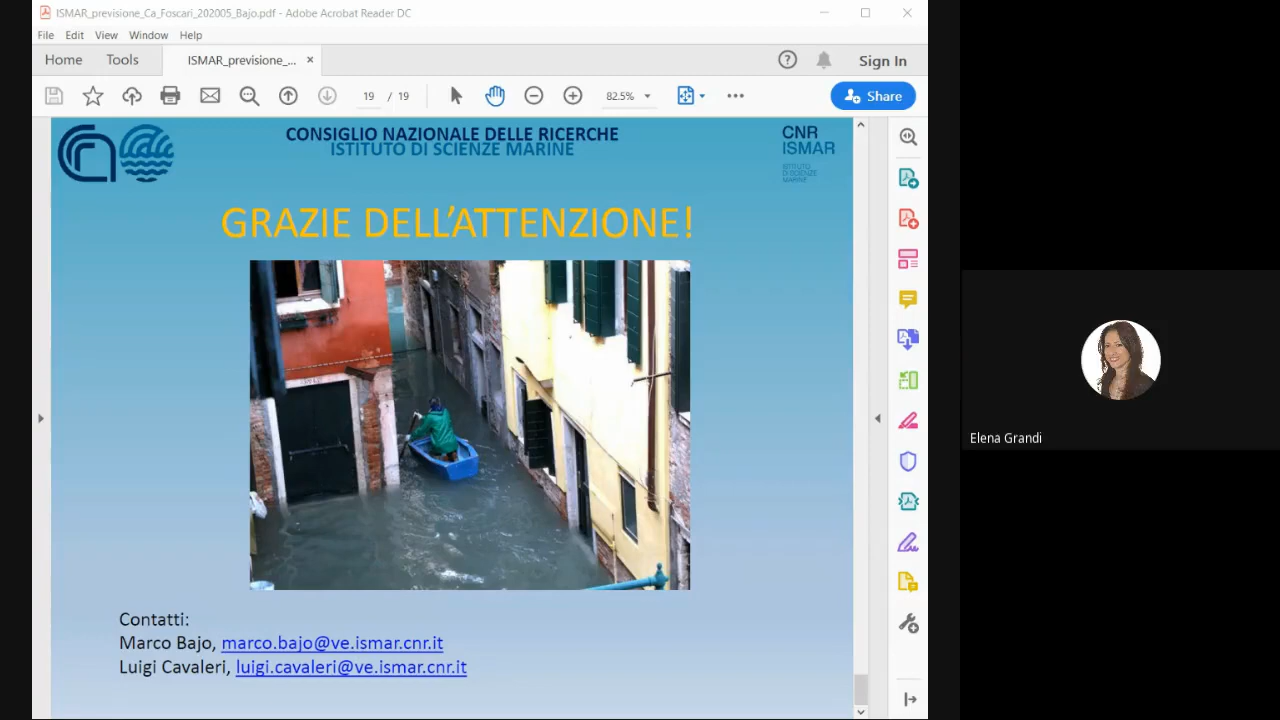 ISMAR_previsione_Ca_Foscari_202005_Bajo.pdf - Adobe Acrobat Reader DC
File Edit View Window Help
Home Tools ISMAR_previsione_... × Sign In
19 / 19 82.5% Share
CONSIGLIO NAZIONALE DELLE RICERCHE
ISTITUTO DI SCIENZE MARINE
CNR
ISMAR
ISTITUTO
DI SCIENZE
MARINE
GRAZIE DELL'ATTENZIONE!
Elena Grandi
Contatti:
Marco Bajo, marco.bajo@ve.ismar.cnr.it
Luigi Cavaleri, luigi.cavaleri@ve.ismar.cnr.it